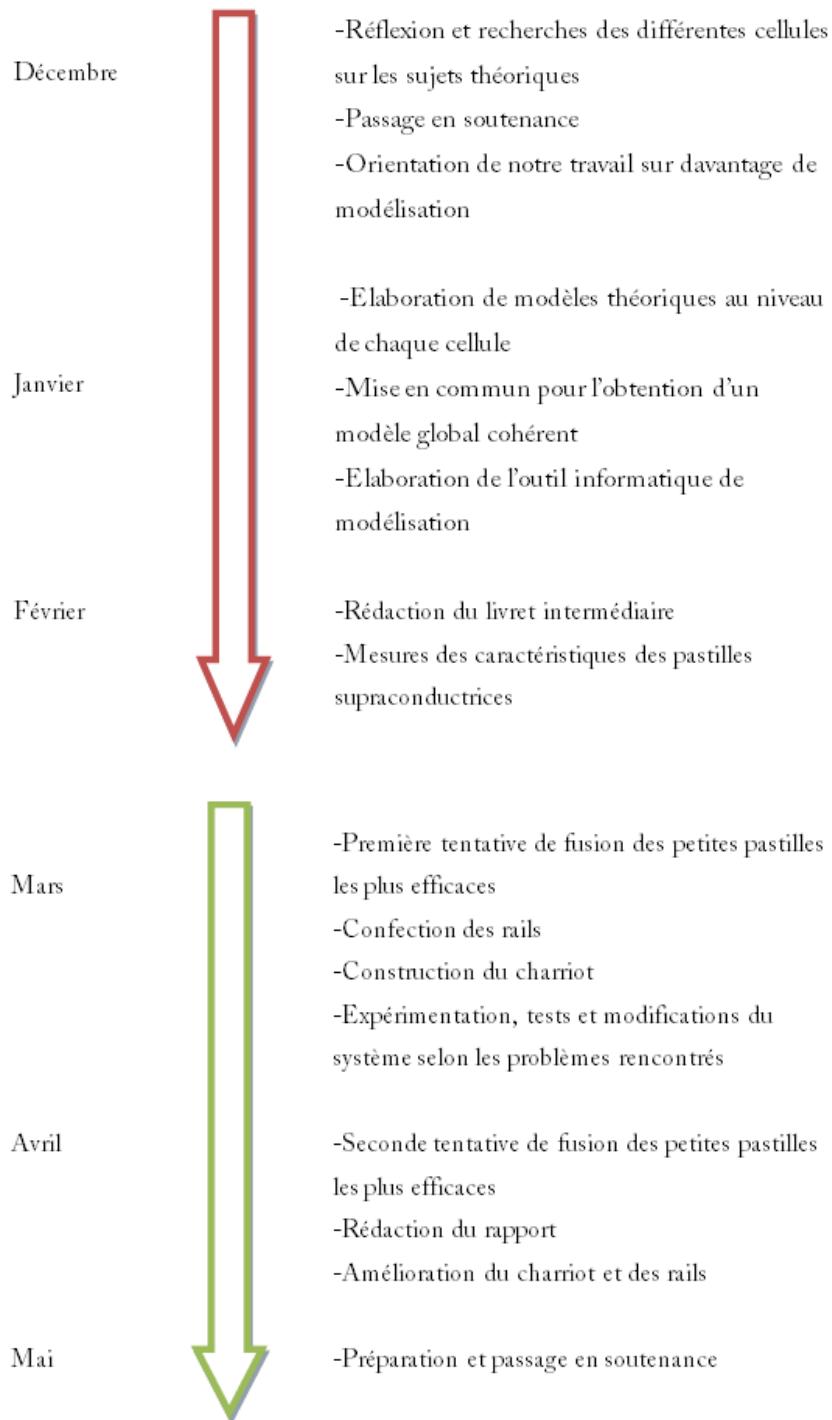 Décembre
-Réflexion et recherches des différentes cellules
sur les sujets théoriques
-Passage en soutenance
-Orientation de notre travail sur davantage de
modélisation
Janvier
-Elaboration de modèles théoriques au niveau
de chaque cellule
-Mise en commun pour l'obtention d'un
modèle global cohérent
-Elaboration de l'outil informatique de
modélisation
Février
-Rédaction du livret intermédiaire
-Mesures des caractéristiques des pastilles
supraconductrices
Mars
-Première tentative de fusion des petites pastilles
les plus efficaces
-Confection des rails
-Construction du charriot
-Expérimentation, tests et modifications du
système selon les problèmes rencontrés
Avril
-Seconde tentative de fusion des petites pastilles
les plus efficaces
-Rédaction du rapport
-Amélioration du charriot et des rails
Mai
-Préparation et passage en soutenance